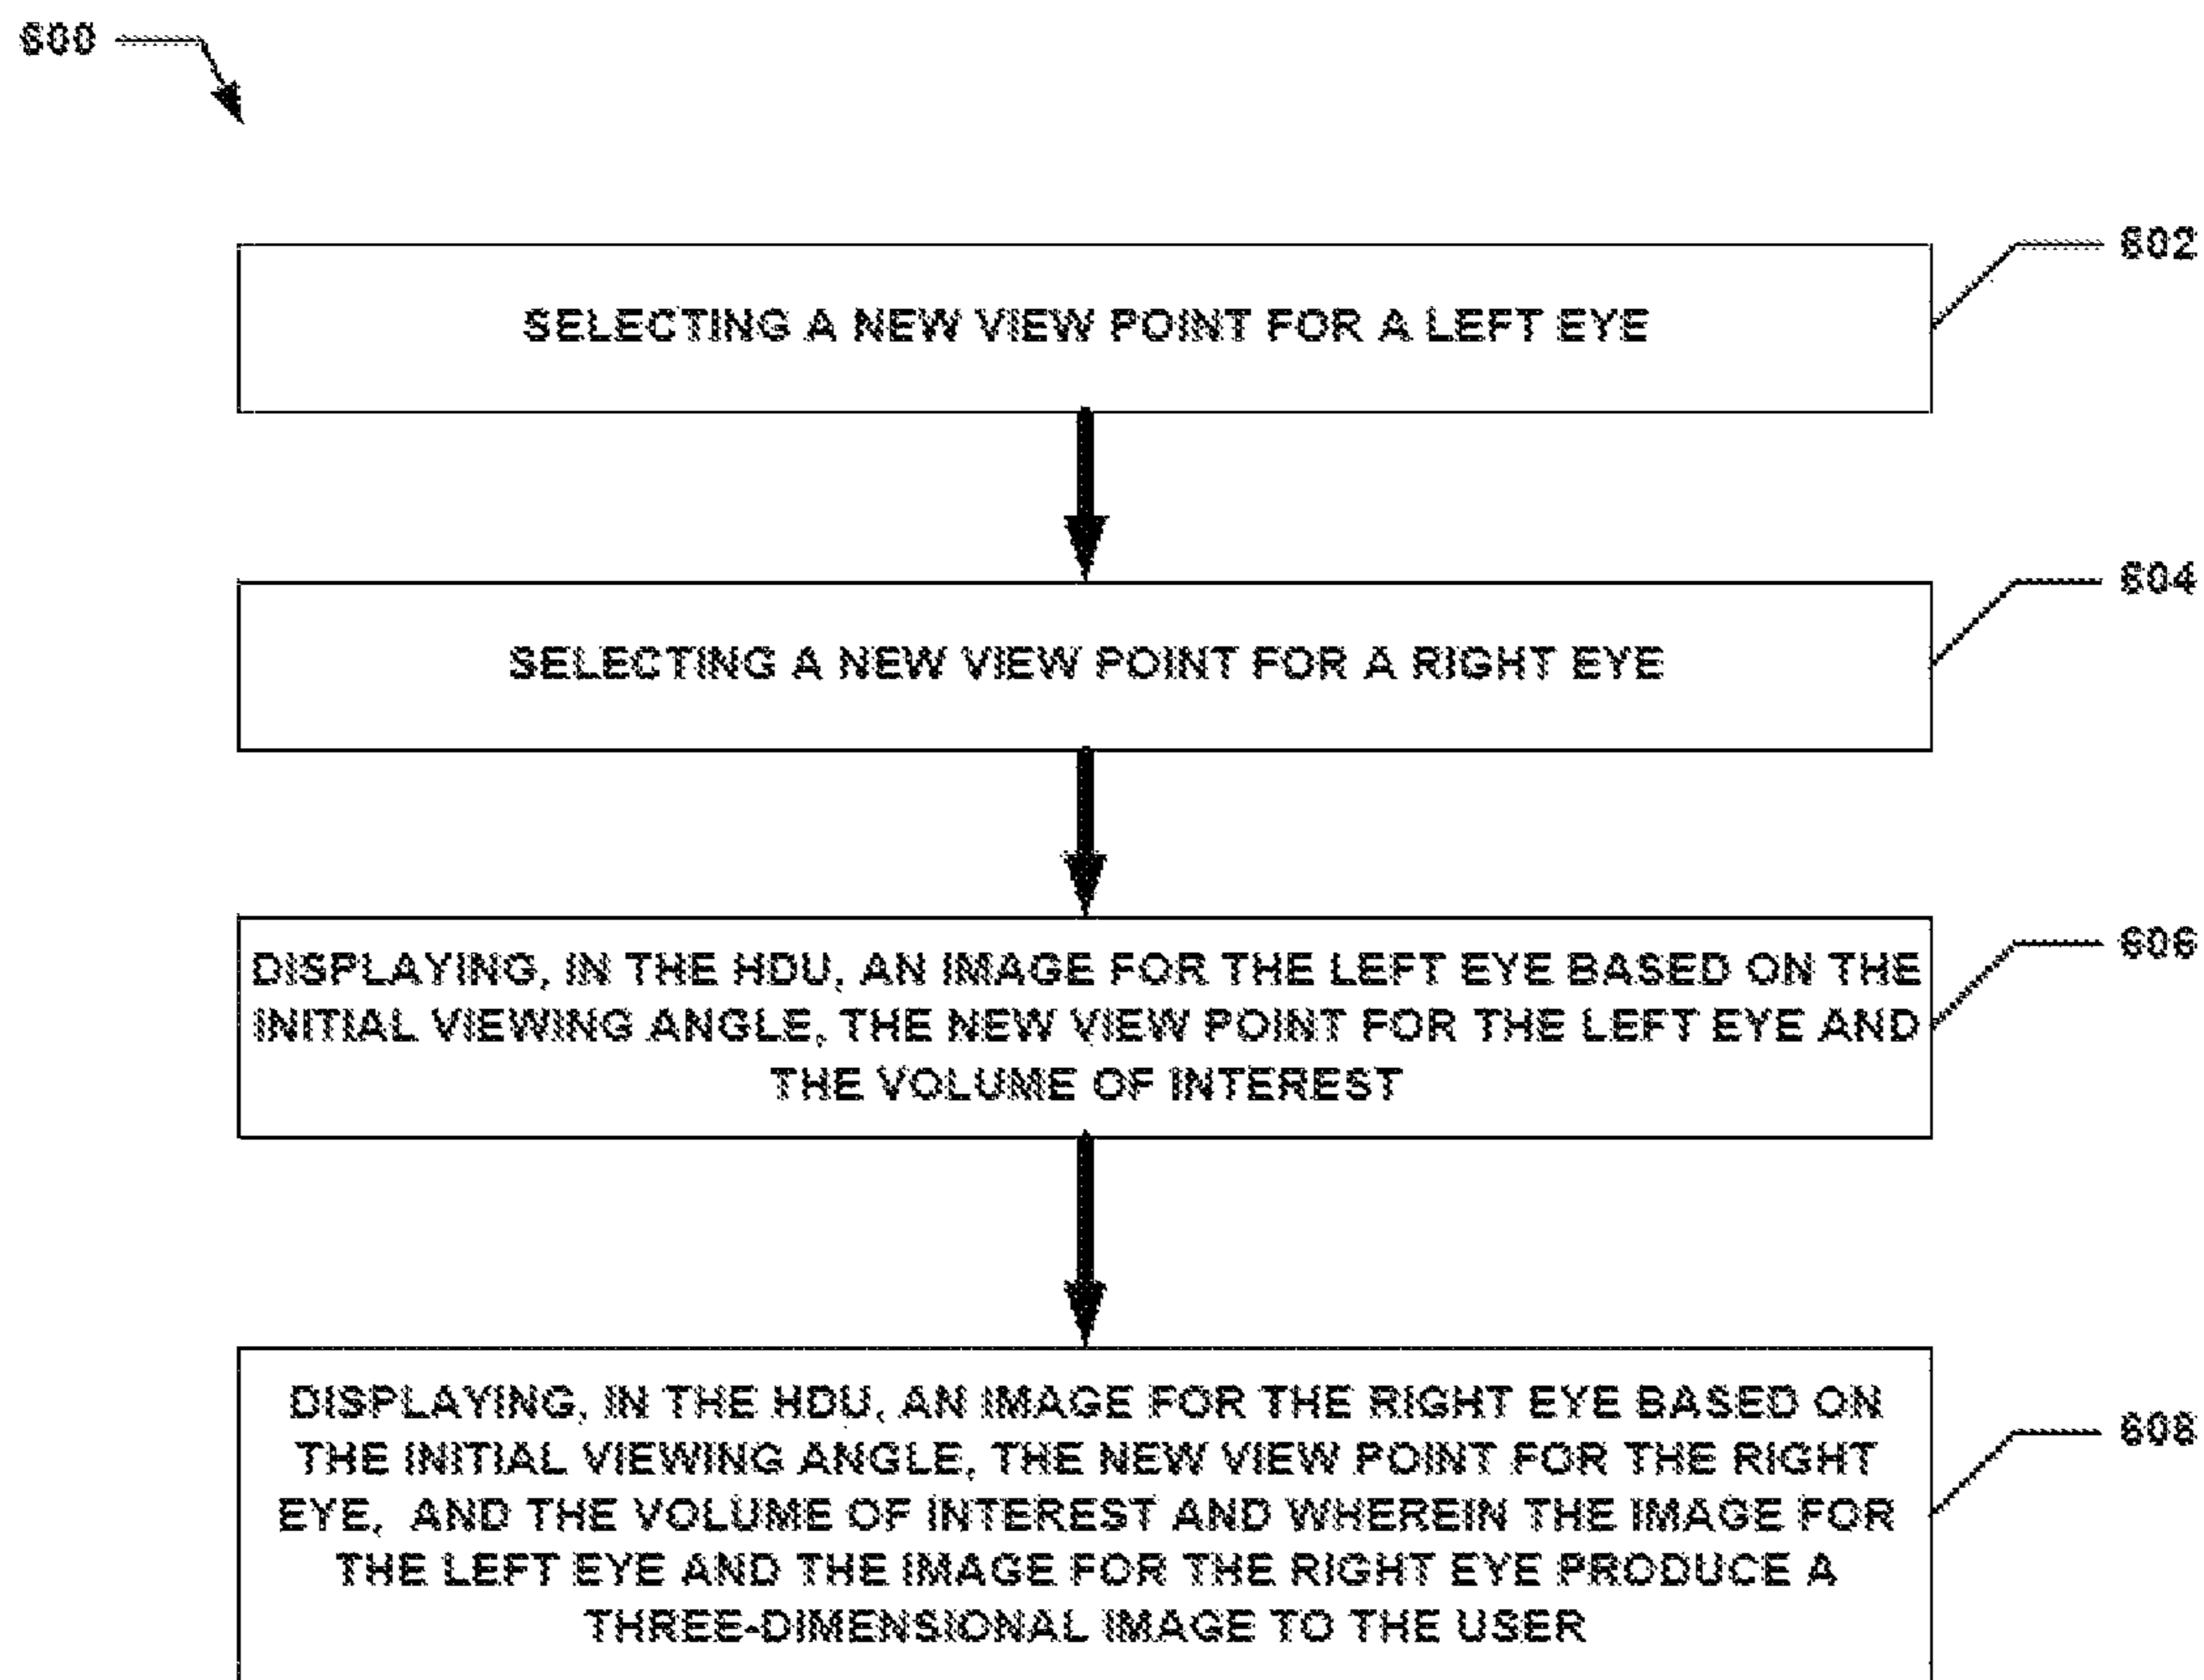 600
602
SELECTING A NEW VIEW POINT FOR A LEFT EYE
604
SELECTING A NEW VIEW POINT FOR A RIGHT EYE
606
DISPLAYING, IN THE HDU, AN IMAGE FOR THE LEFT EYE BASED ON THE
INITIAL VIEWING ANGLE, THE NEW VIEW POINT FOR THE LEFT EYE AND
THE VOLUME OF INTEREST
608
DISPLAYING, IN THE HDU, AN IMAGE FOR THE RIGHT EYE BASED ON
THE INITIAL VIEWING ANGLE, THE NEW VIEW POINT FOR THE RIGHT
EYE, AND THE VOLUME OF INTEREST AND WHEREIN THE IMAGE FOR
THE LEFT EYE AND THE IMAGE FOR THE RIGHT EYE PRODUCE A
THREE-DIMENSIONAL IMAGE TO THE USER